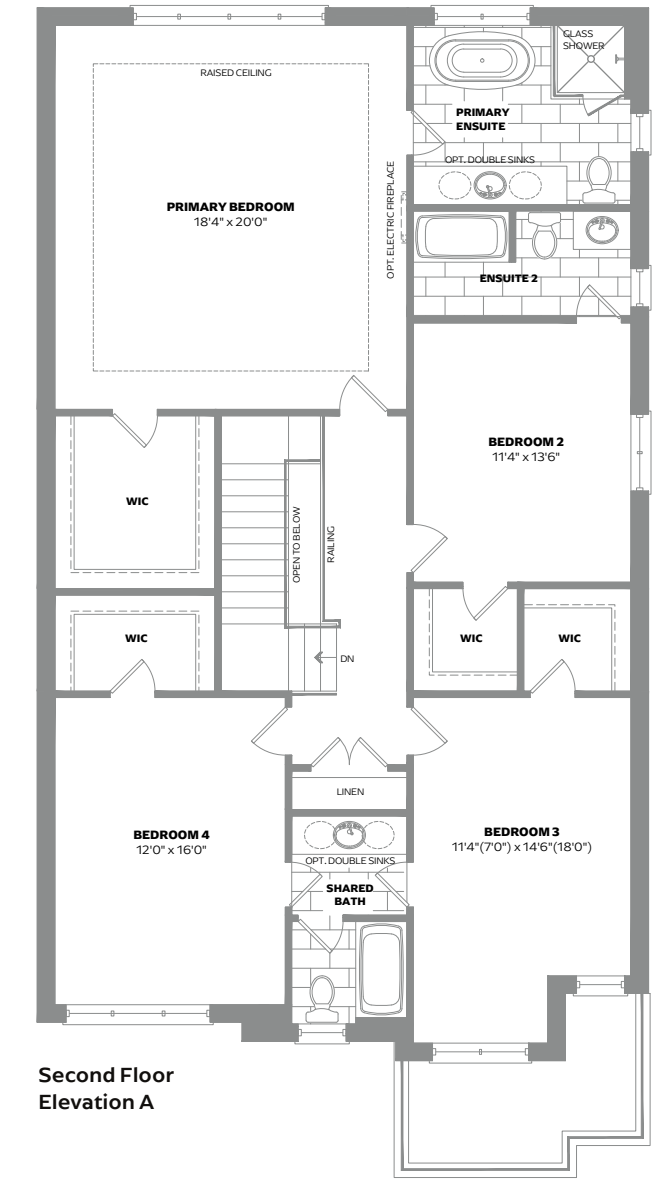 GLASS
SHOWER
RAISED CEILING
PRIMARY
ENSUITE
OPT. DOUBLE SINKS
PRIMARY BEDROOM
18'4" x 20'0"
OPT. ELECTRIC FIREPLACE
ENSUITE 2
BEDROOM 2
11'4" x 13'6"
WIC
OPEN TO BELOW
RAILING
WIC
WIC
WIC
DN
LINEN
BEDROOM 4
12'0" x 16'0"
BEDROOM 3
11'4"(7'0") x 14'6"(18'0")
OPT. DOUBLE SINKS
SHARED
BATH
Second Floor
Elevation A